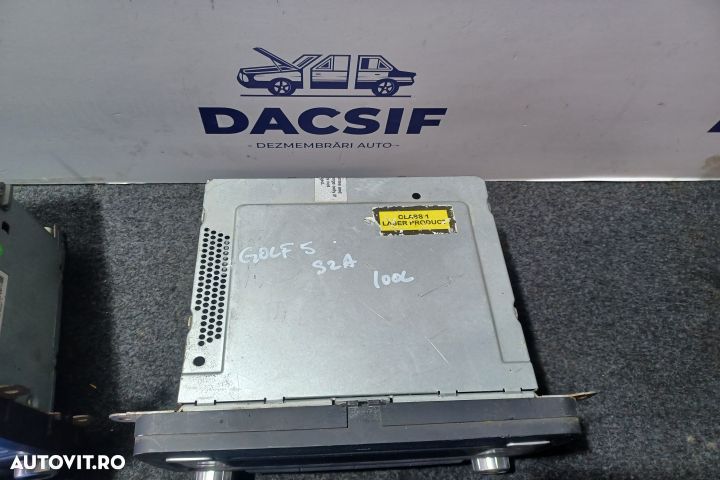 DACSIF
DEZMEMBRĂRI AUTO
CLASS 1
LASER PRODUCT
GOLF 5
S2A
100L
AUTOVIT.RO